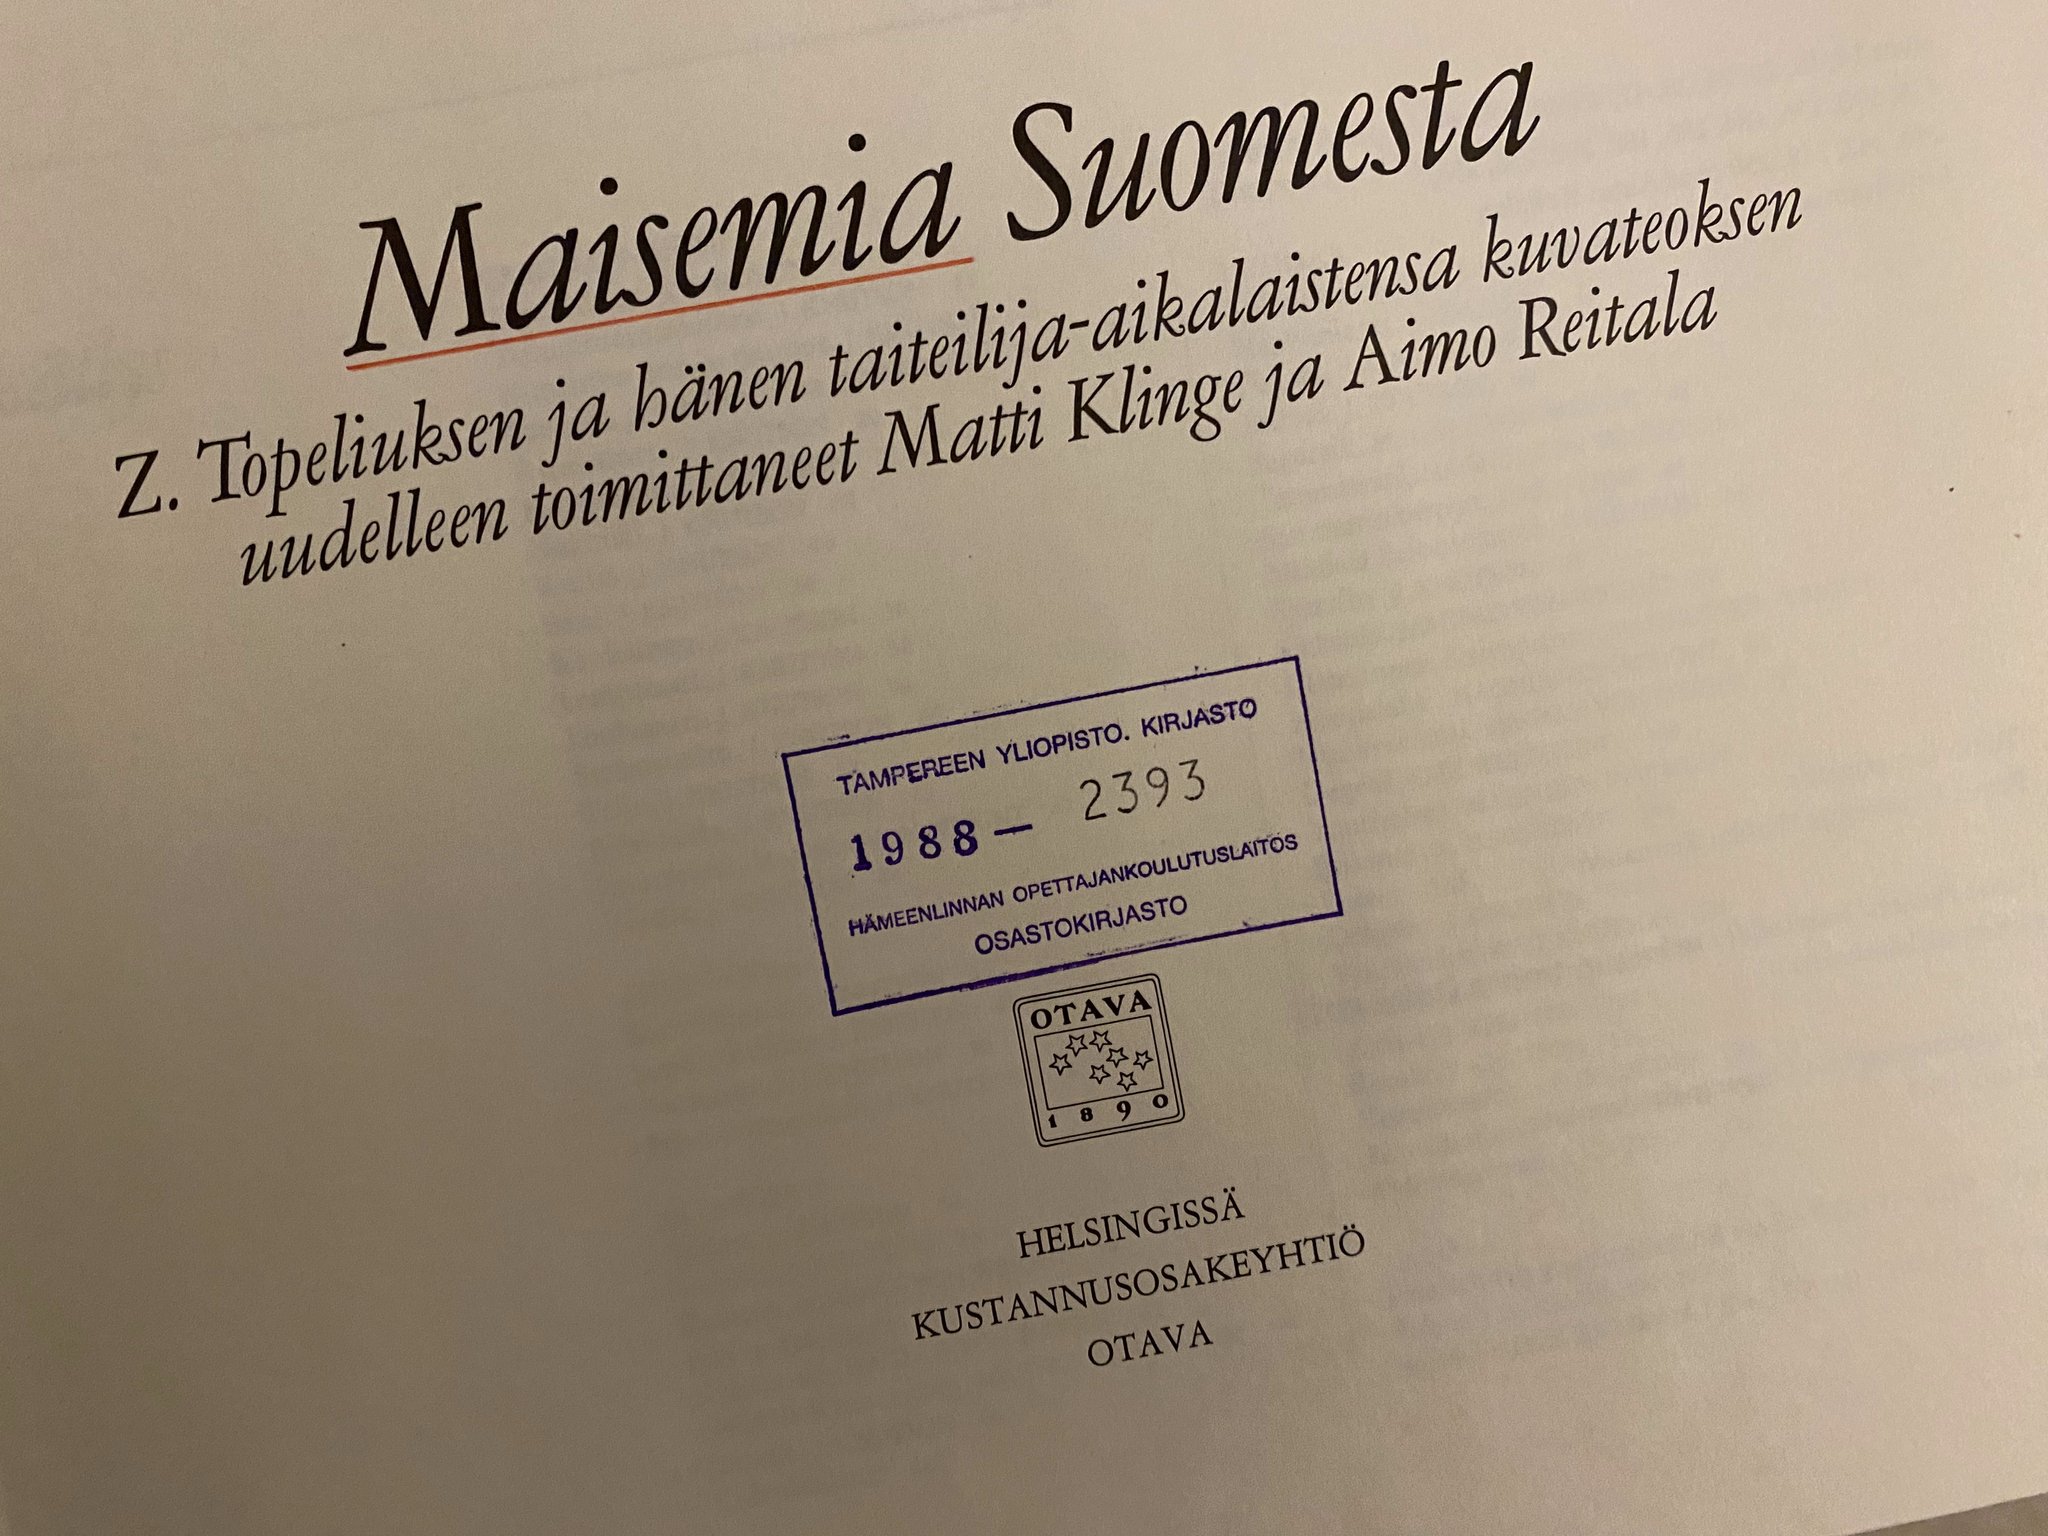 Maisemia Suomesta
Z. Topeliuksen ja hänen taiteilija-aikalaistensa kuvateoksen
uudelleen toimittaneet Matti Klinge ja Aimo Reitala
TAMPEREEN YLIOPISTO. KIRJASTO
1988— 2393
HÄMEENLINNAN OPETTAJANKOULUTUSLAITOS
OSASTOKIRJASTO
OTAVA
1890
HELSINGISSÄ
KUSTANNUSOSAKEYHTIÖ
OTAVA